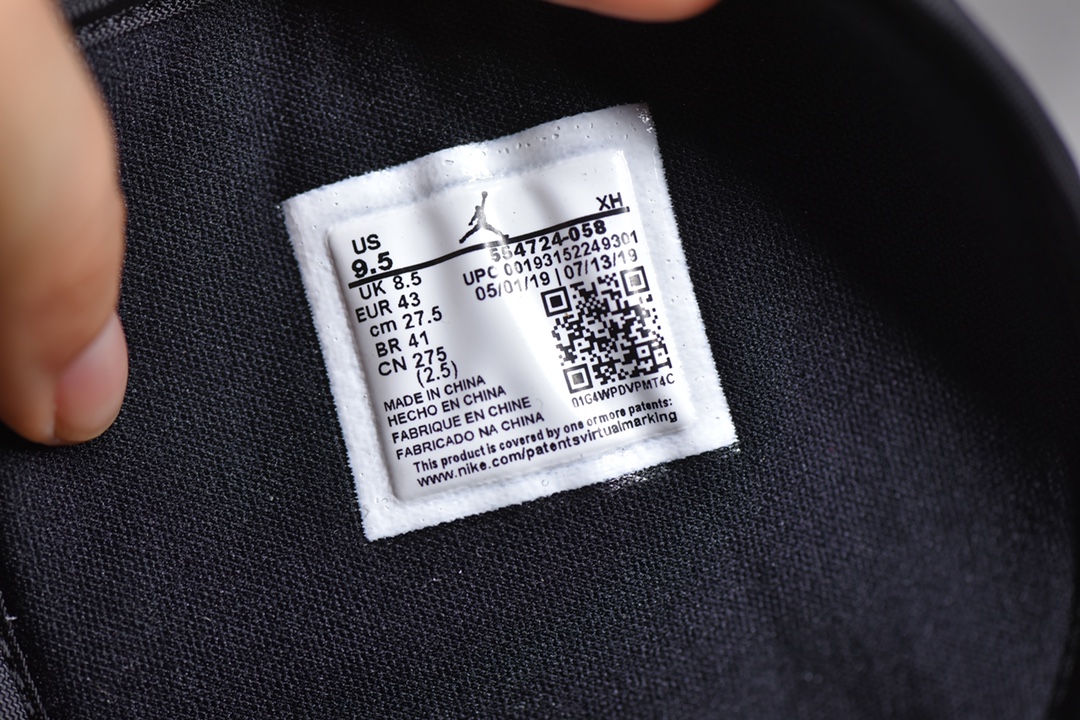 US
9.5
XH
554724-058
UPC 00193152249301
05/01/19 | 07/13/19
UK 8.5
EUR 43
cm 27.5
BR 41
CN 275
(2.5)
01G4WPDVPMT4C
MADE IN CHINA
HECHO EN CHINA
FABRIQUE EN CHINE
FABRICADO NA CHINA
This product is covered by one or more patents:
www.nike.com/patentsvirtualmarking